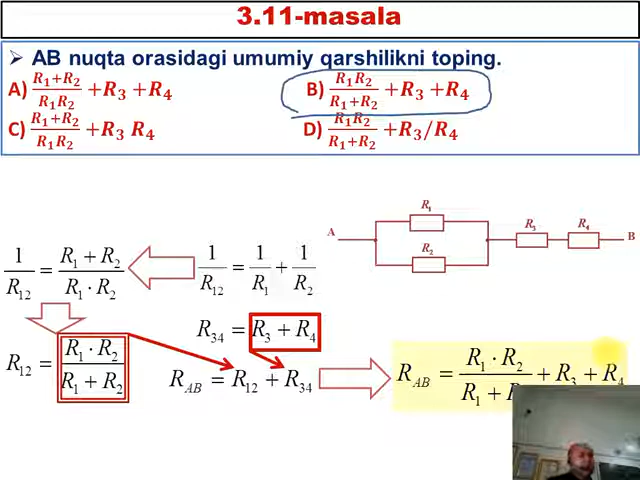 3.11-masala
➢ AB nuqta orasidagi umumiy qarshilikni toping.
A) (R₁+R₂)/(R₁R₂) + R₃ + R₄
B) (R₁R₂)/(R₁+R₂) + R₃ + R₄
C) (R₁+R₂)/(R₁R₂) + R₃ R₄
D) (R₁R₂)/(R₁+R₂) + R₃/R₄
R₁
A
R₂
R₃
R₄
B
1/R₁₂ = (R₁ + R₂)/(R₁ · R₂)
1/R₁₂ = 1/R₁ + 1/R₂
R₃₄ = R₃ + R₄
R₁₂ = (R₁ · R₂)/(R₁ + R₂)
R_AB = R₁₂ + R₃₄
R_AB = (R₁ · R₂)/(R₁ + + R₃ + R₄